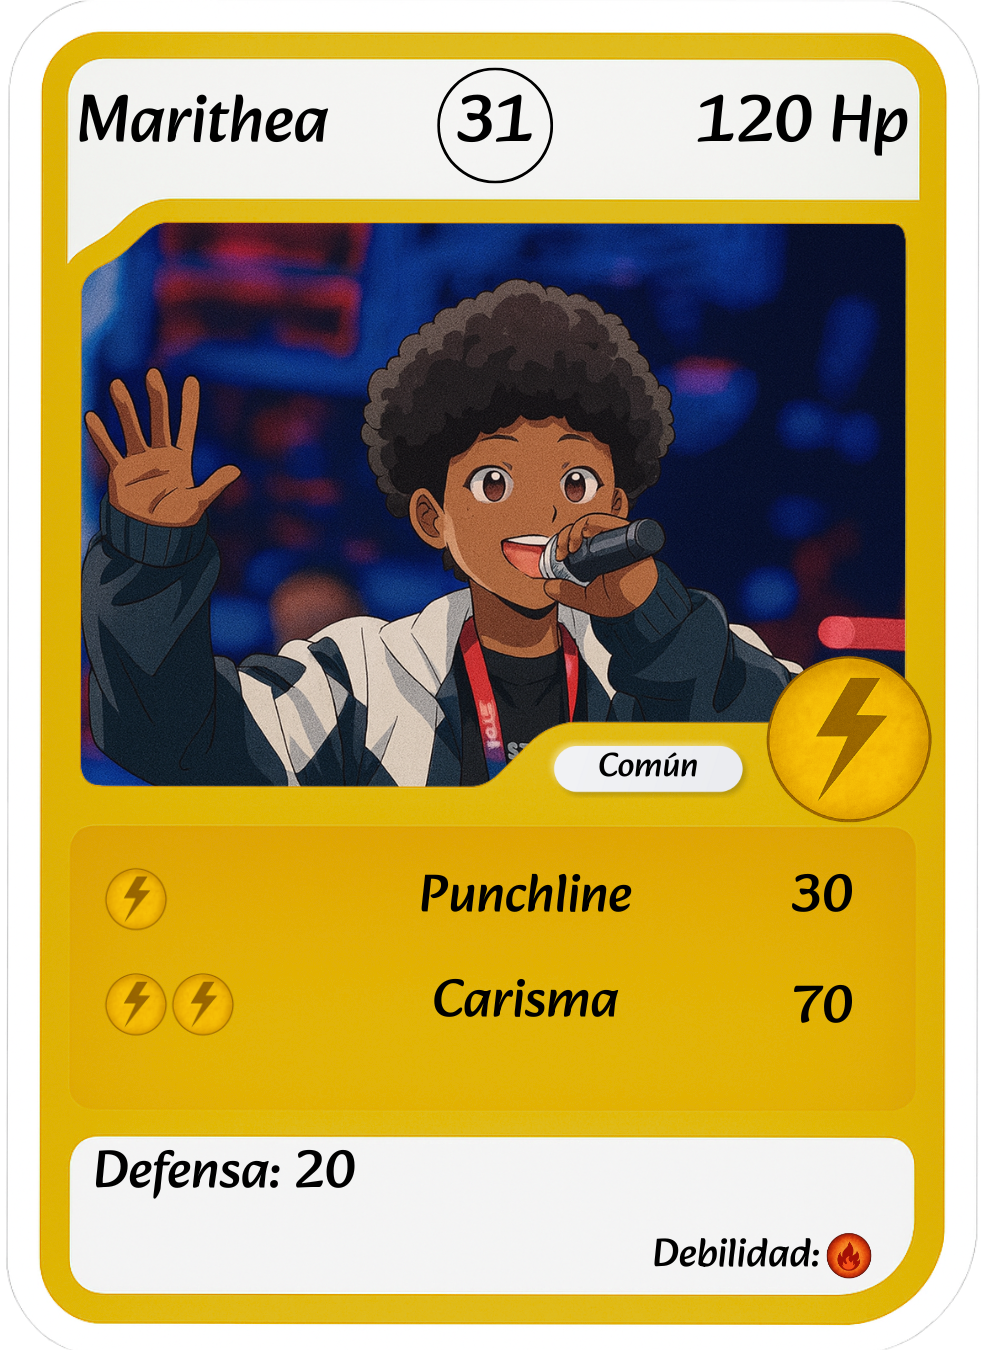 Marithea 31 120 Hp
Común
Punchline 30
Carisma 70
Defensa: 20
Debilidad: